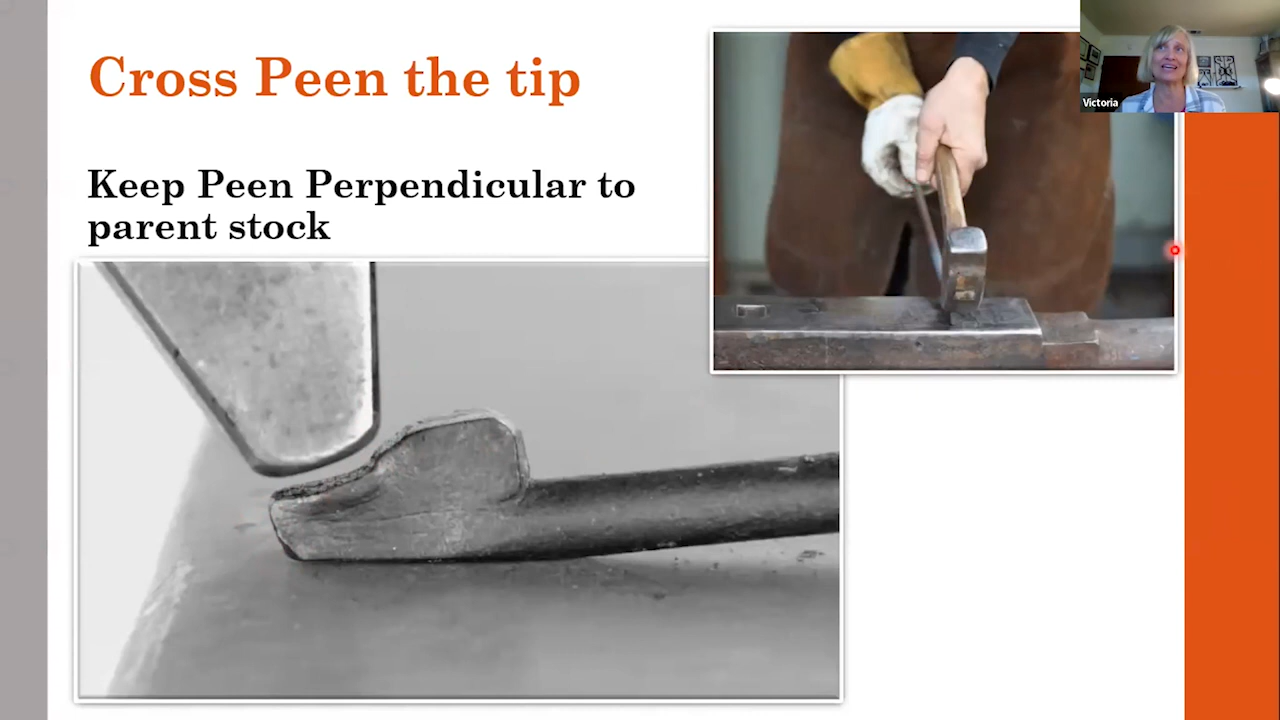 Cross Peen the tip
Keep Peen Perpendicular to
parent stock
Victoria